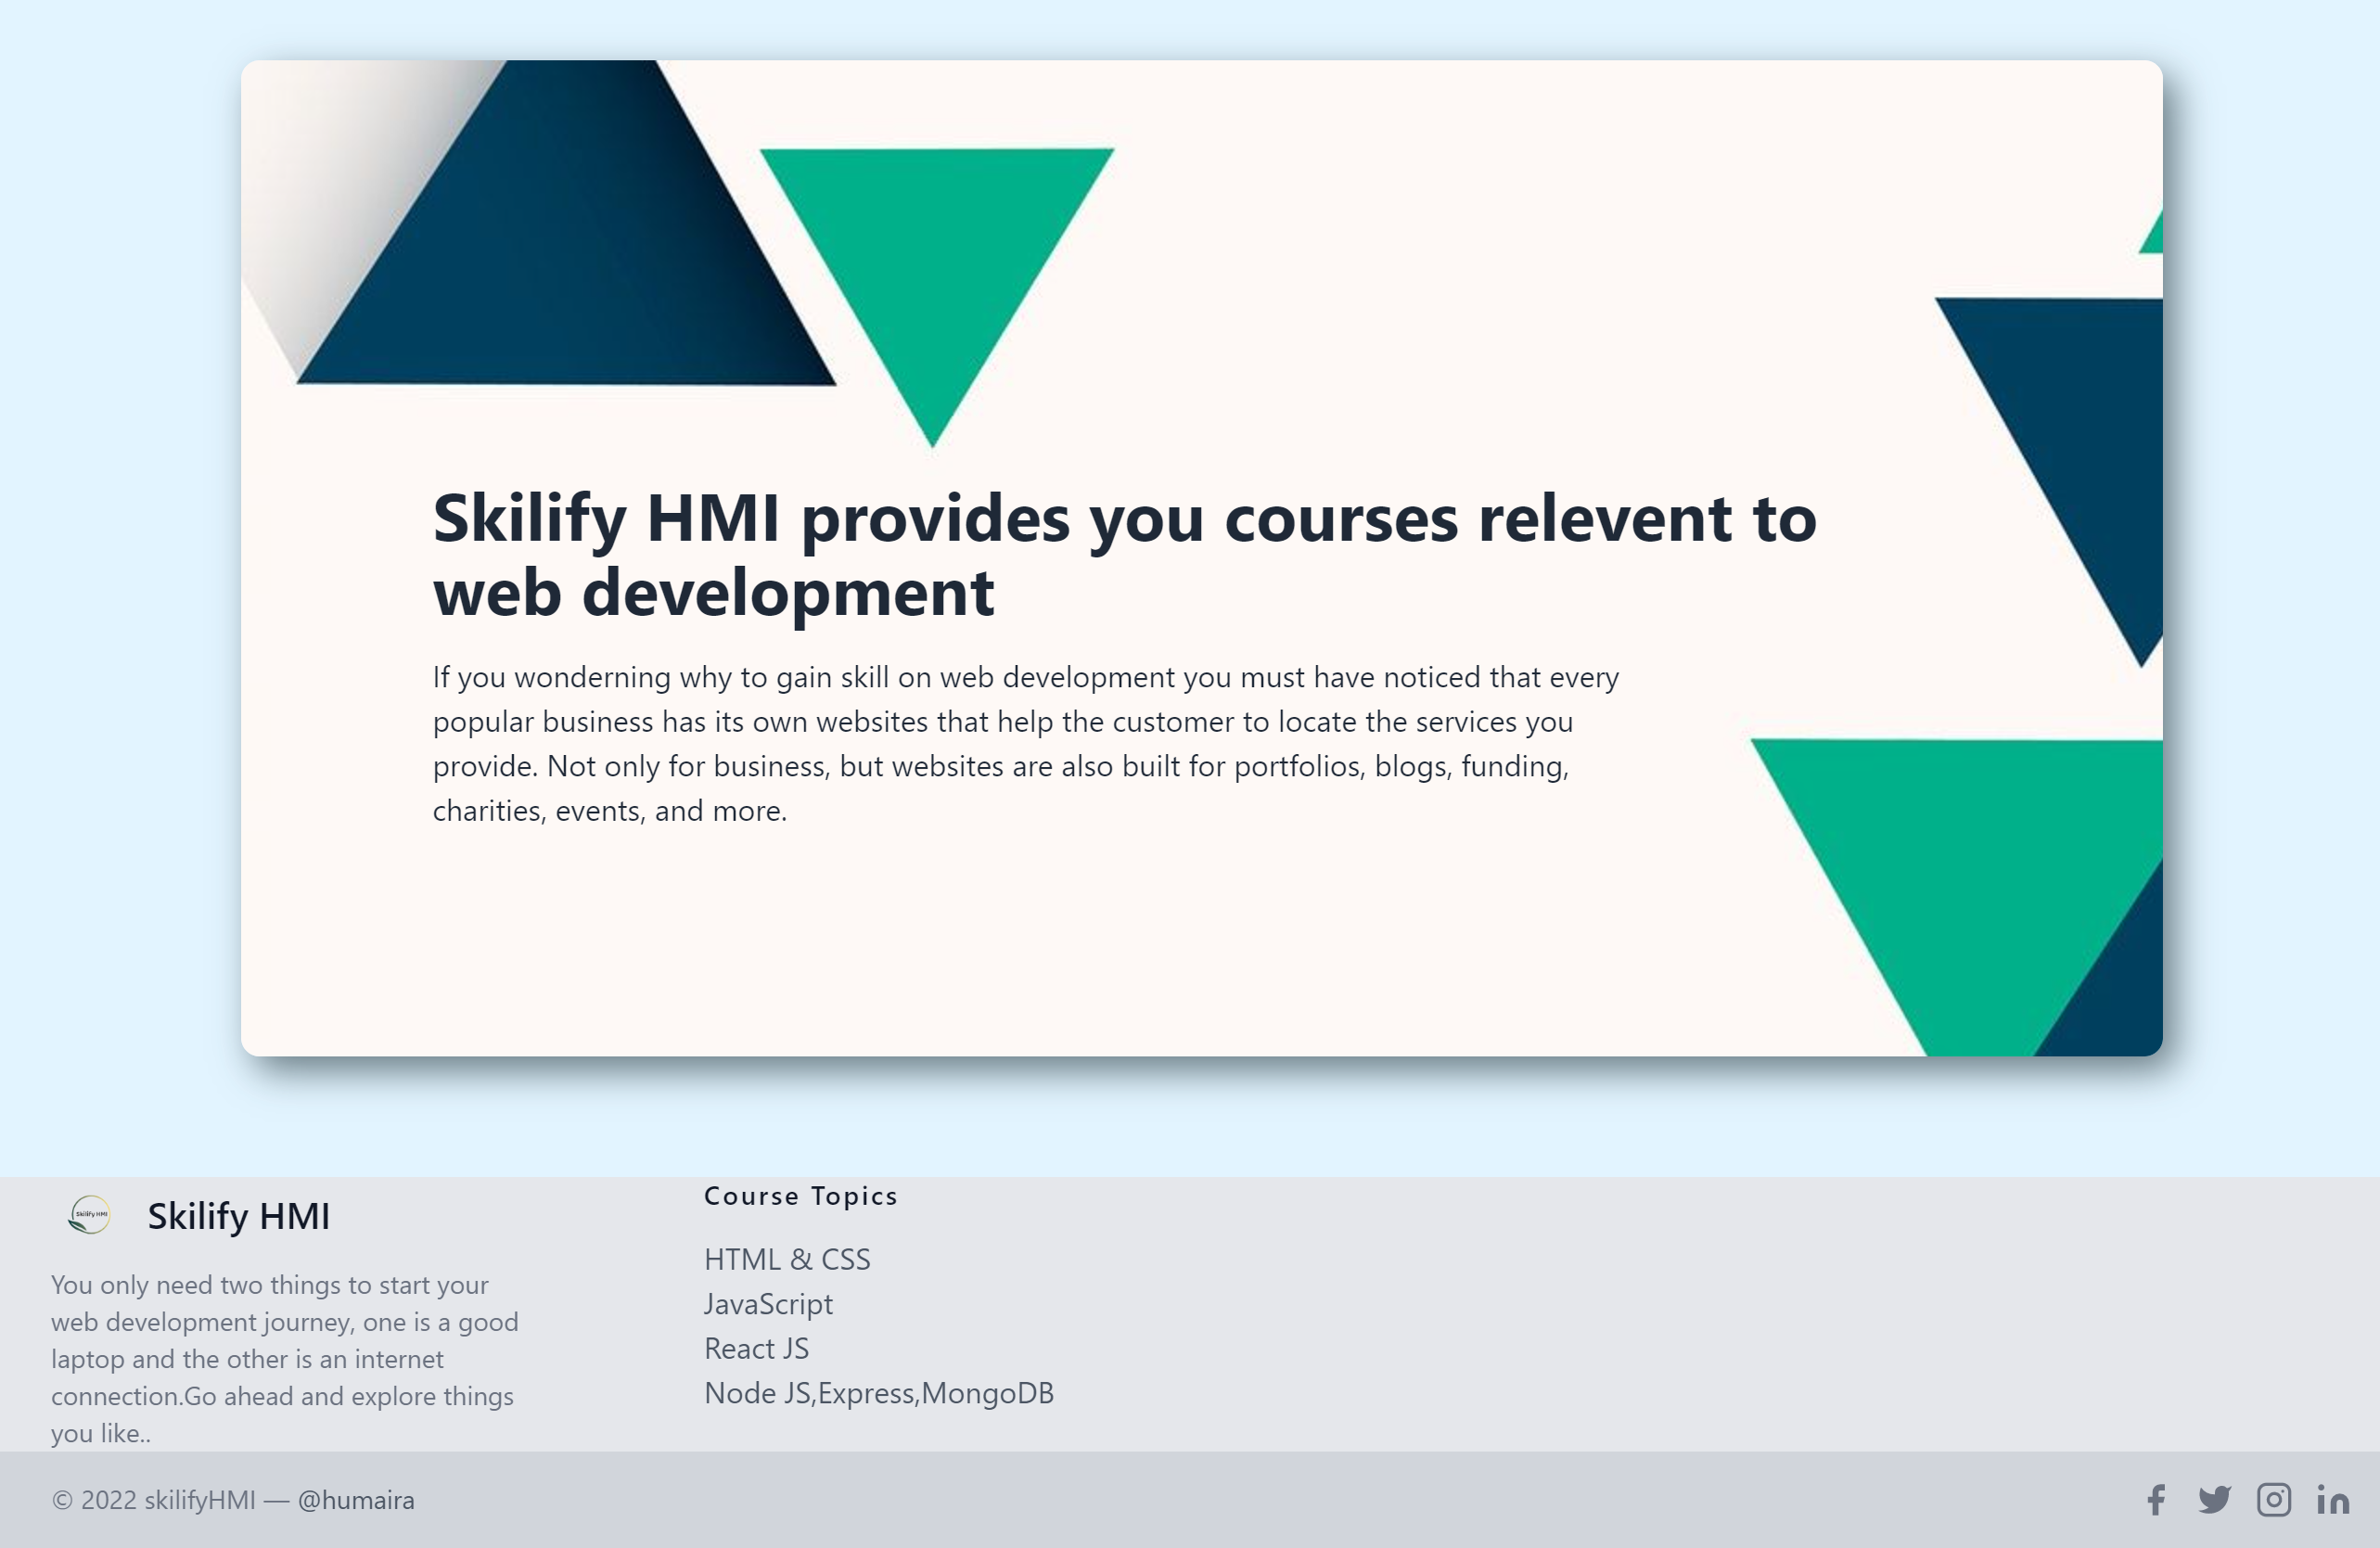 Skilify HMI provides you courses relevent to
web development
If you wonderning why to gain skill on web development you must have noticed that every
popular business has its own websites that help the customer to locate the services you
provide. Not only for business, but websites are also built for portfolios, blogs, funding,
charities, events, and more.
Skilify HMI
Skilify HMI
You only need two things to start your
web development journey, one is a good
laptop and the other is an internet
connection.Go ahead and explore things
you like..
Course Topics
HTML & CSS
JavaScript
React JS
Node JS,Express,MongoDB
© 2022 skilifyHMI — @humaira